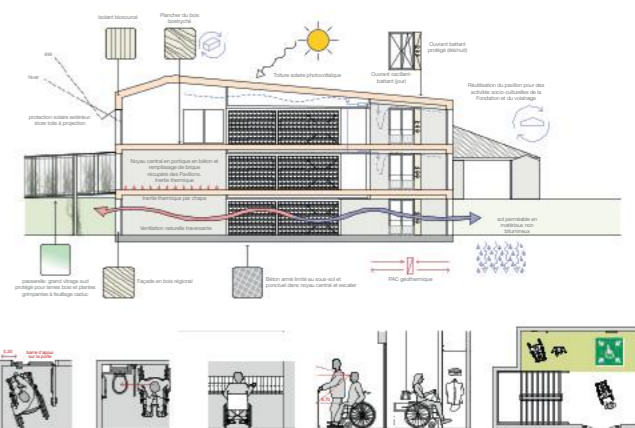 Isolant biosourcé
Plancher du bois
bostryché
été
hiver
Toiture solaire photovoltaïque
Ouvrant battant
protégé (été/nuit)
Ouvrant oscillant
battant (jour)
Réutilisation du pavillon pour des
activités socio-culturelles de la
Fondation et du voisinage
protection solaire extérieur:
store toile à projection
Noyau central en portique en béton et
remplissage de brique
récupéré des Pavillons.
Inertie thermique
Inertie thermique par chape
Ventilation naturelle traversante
sol perméable en
matériaux non
bitumineux
passerelle: grand vitrage sud
protégé pour lames bois et plantes
grimpantes à feuillage caduc
Façade en bois régional
Béton armé limité au sous-sol et
ponctuel dans noyau central et escalier
PAC géothermique
barre d'appui
sur la porte